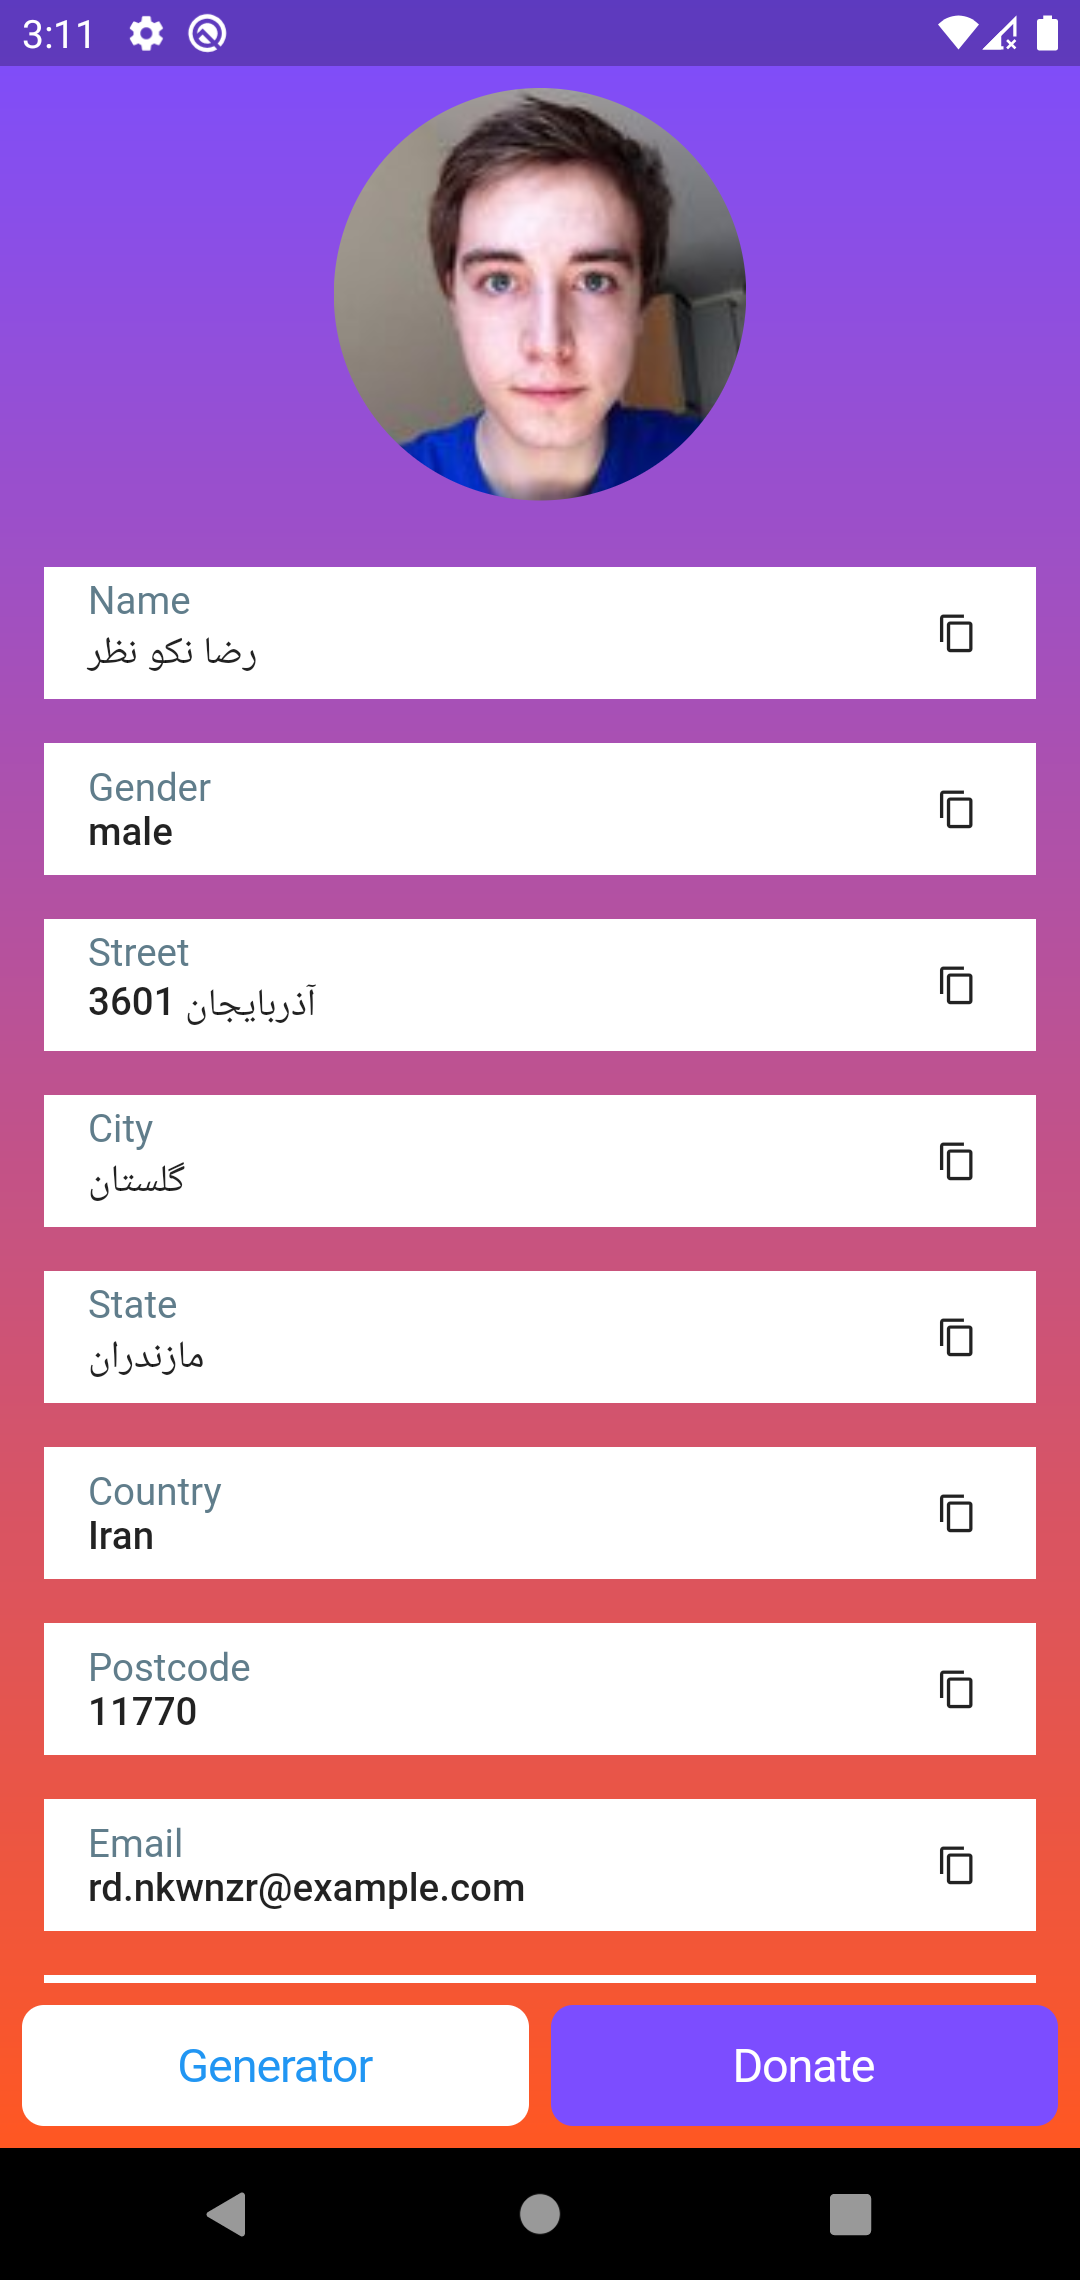 3:11
Name
رضا نکو نظر
Gender
male
Street
3601 آذربایجان
City
گلستان
State
مازندران
Country
Iran
Postcode
11770
Email
rd.nkwnzr@example.com
Generator
Donate